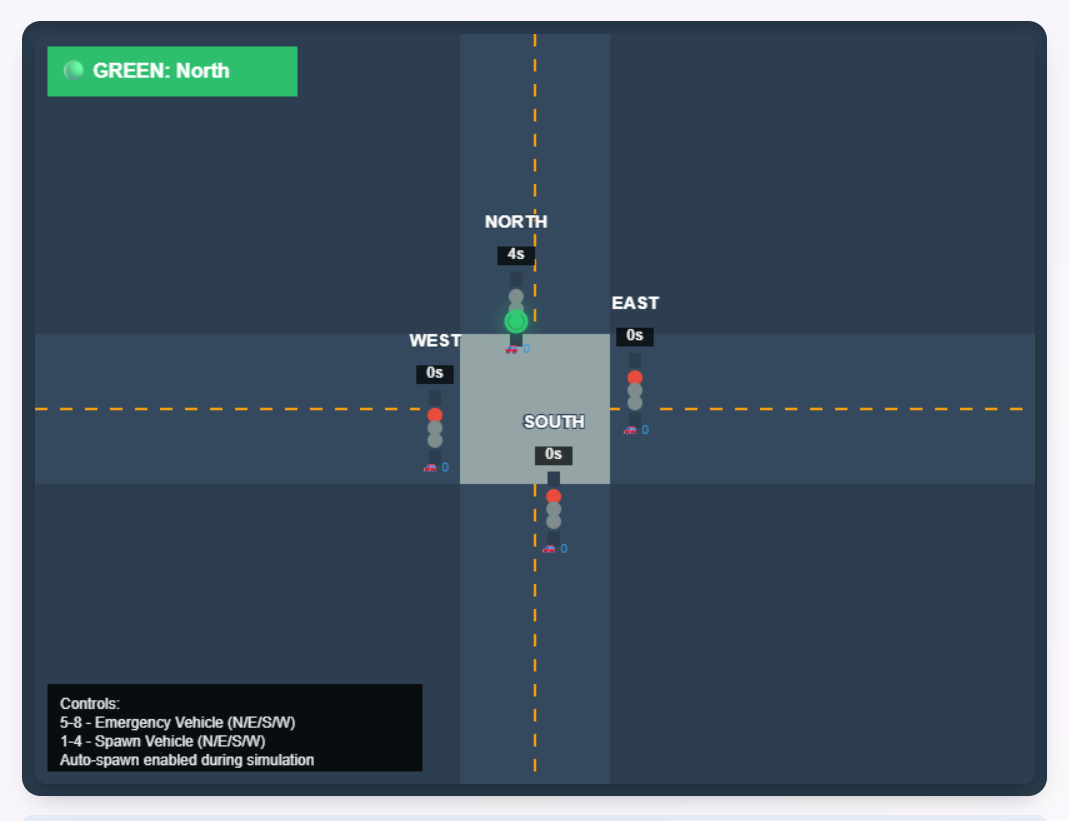 GREEN: North
NORTH
4s
0
EAST
0s
0
WEST
0s
0
SOUTH
0s
0
Controls:
5-8 - Emergency Vehicle (N/E/S/W)
1-4 - Spawn Vehicle (N/E/S/W)
Auto-spawn enabled during simulation